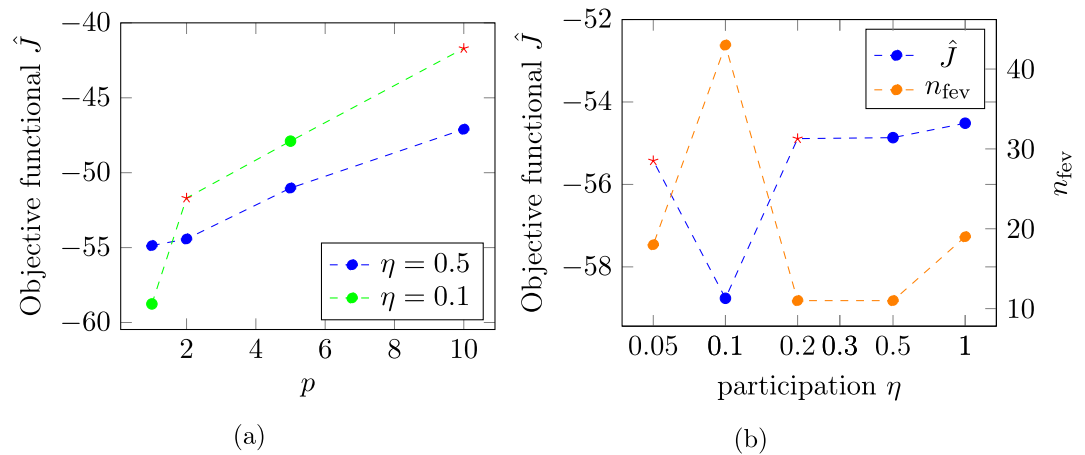 Objective functional Ĵ
−40
−45
−50
−55
−60
2
4
6
8
10
p
η = 0.5
η = 0.1
(a)
Objective functional Ĵ
−52
−54
−56
−58
0.05
0.1
0.2
0.3
0.5
1
participation η
40
30
20
10
n_fev
Ĵ
n_fev
(b)